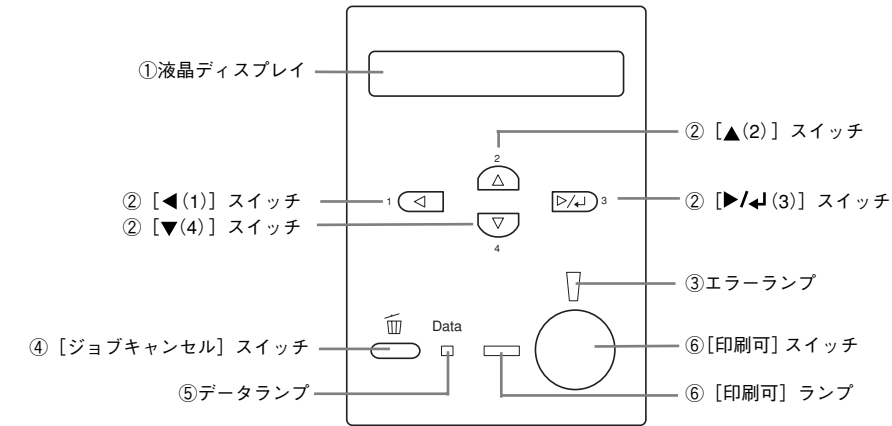 ①液晶ディスプレイ
② [▲(2)] スイッチ
2
② [◀(1)] スイッチ
1
3
② [▶/↵(3)] スイッチ
② [▼(4)] スイッチ
4
③エラーランプ
Data
④ [ジョブキャンセル] スイッチ
⑥[印刷可] スイッチ
⑤データランプ
⑥ [印刷可] ランプ